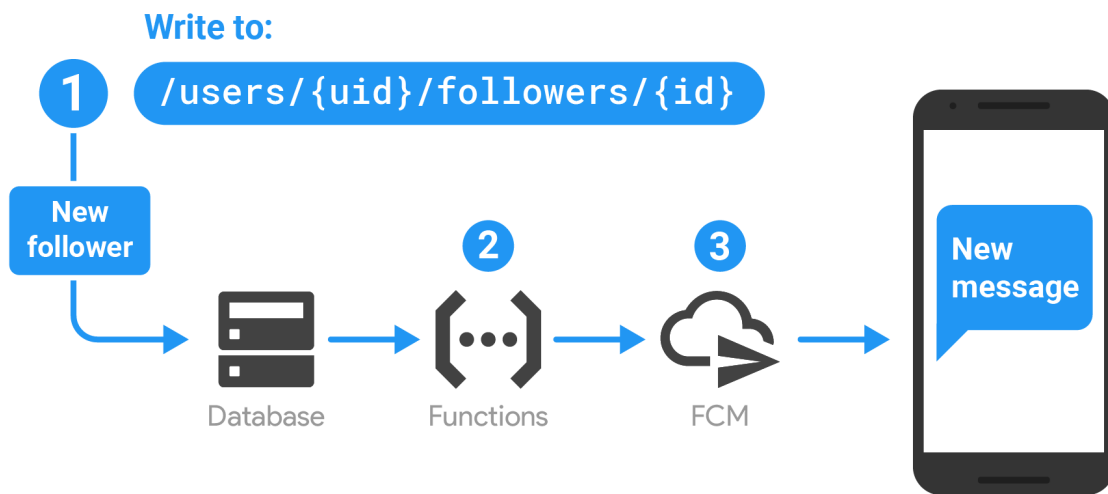 Write to:
1
/users/{uid}/followers/{id}
New
follower
2
3
Database
Functions
FCM
New
message